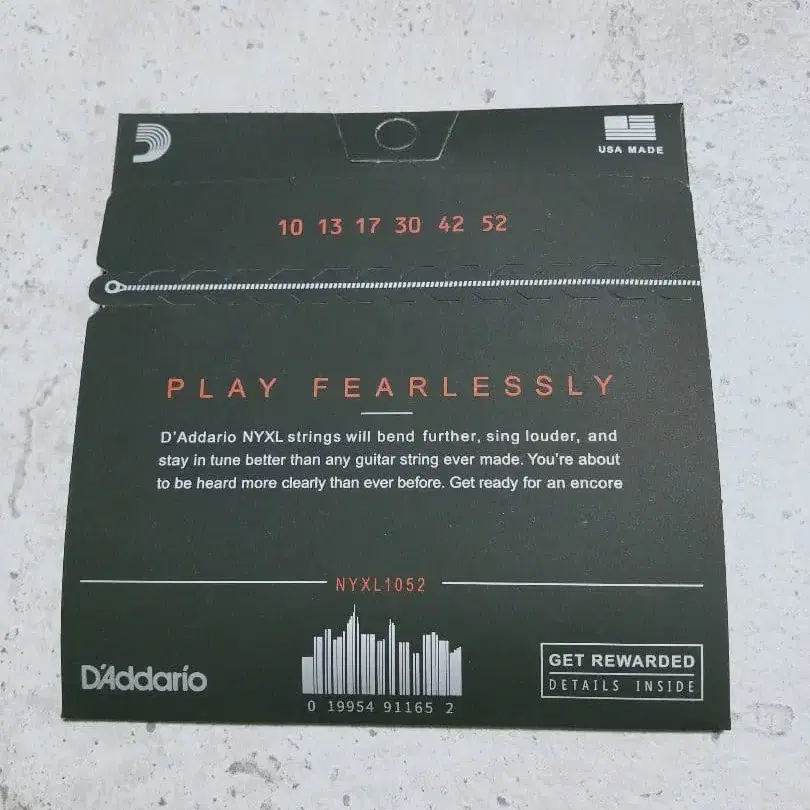 USA MADE
10 13 17 30 42 52
PLAY FEARLESSLY
D'Addario NYXL strings will bend further, sing louder, and
stay in tune better than any guitar string ever made. You're about
to be heard more clearly than ever before. Get ready for an encore
NYXL1052
D'Addario
0 19954 91165 2
GET REWARDED
DETAILS INSIDE